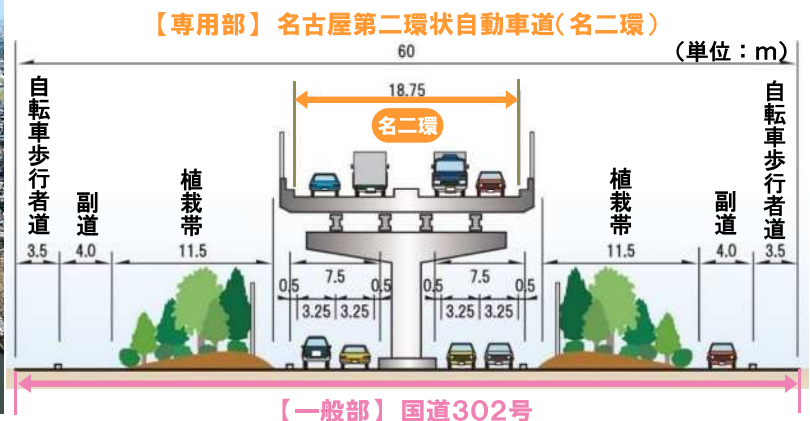 【専用部】名古屋第二環状自動車道(名二環)
60
(単位:m)
18.75
名二環
自転車歩行者道
副道
植栽帯
植栽帯
副道
自転車歩行者道
3.5
4.0
11.5
7.5
7.5
11.5
4.0
3.5
0.5
0.5
0.5
0.5
3.25
3.25
3.25
3.25
【一般部】国道302号